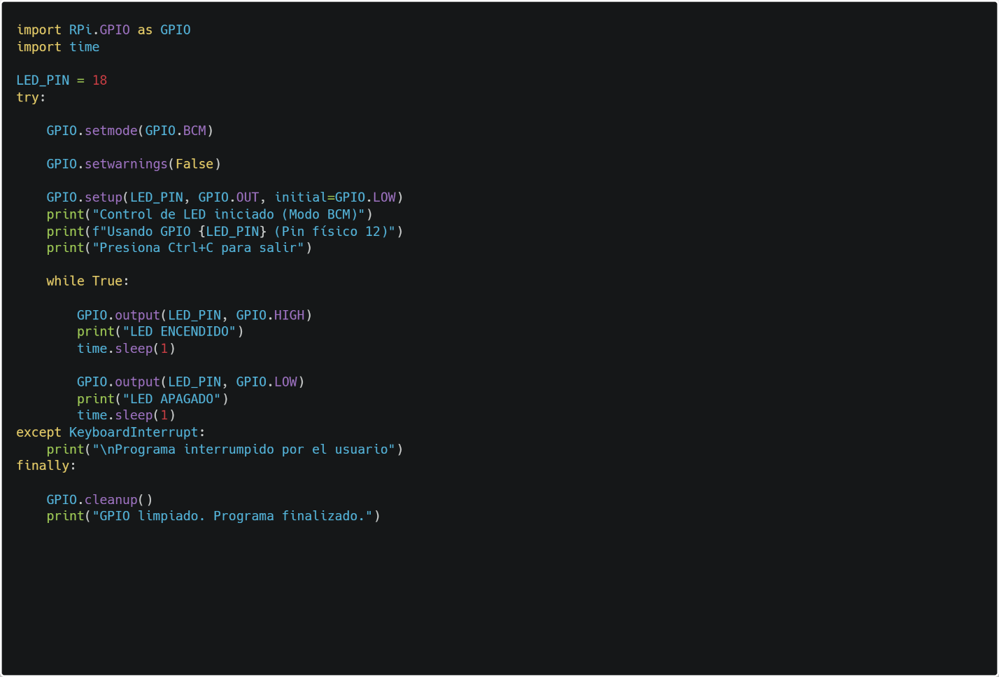 import RPi.GPIO as GPIO
import time
LED_PIN = 18
try:
    GPIO.setmode(GPIO.BCM)
    GPIO.setwarnings(False)
    GPIO.setup(LED_PIN, GPIO.OUT, initial=GPIO.LOW)
    print("Control de LED iniciado (Modo BCM)")
    print(f"Usando GPIO {LED_PIN} (Pin físico 12)")
    print("Presiona Ctrl+C para salir")
    while True:
        GPIO.output(LED_PIN, GPIO.HIGH)
        print("LED ENCENDIDO")
        time.sleep(1)
        GPIO.output(LED_PIN, GPIO.LOW)
        print("LED APAGADO")
        time.sleep(1)
except KeyboardInterrupt:
    print("\nPrograma interrumpido por el usuario")
finally:
    GPIO.cleanup()
    print("GPIO limpiado. Programa finalizado.")